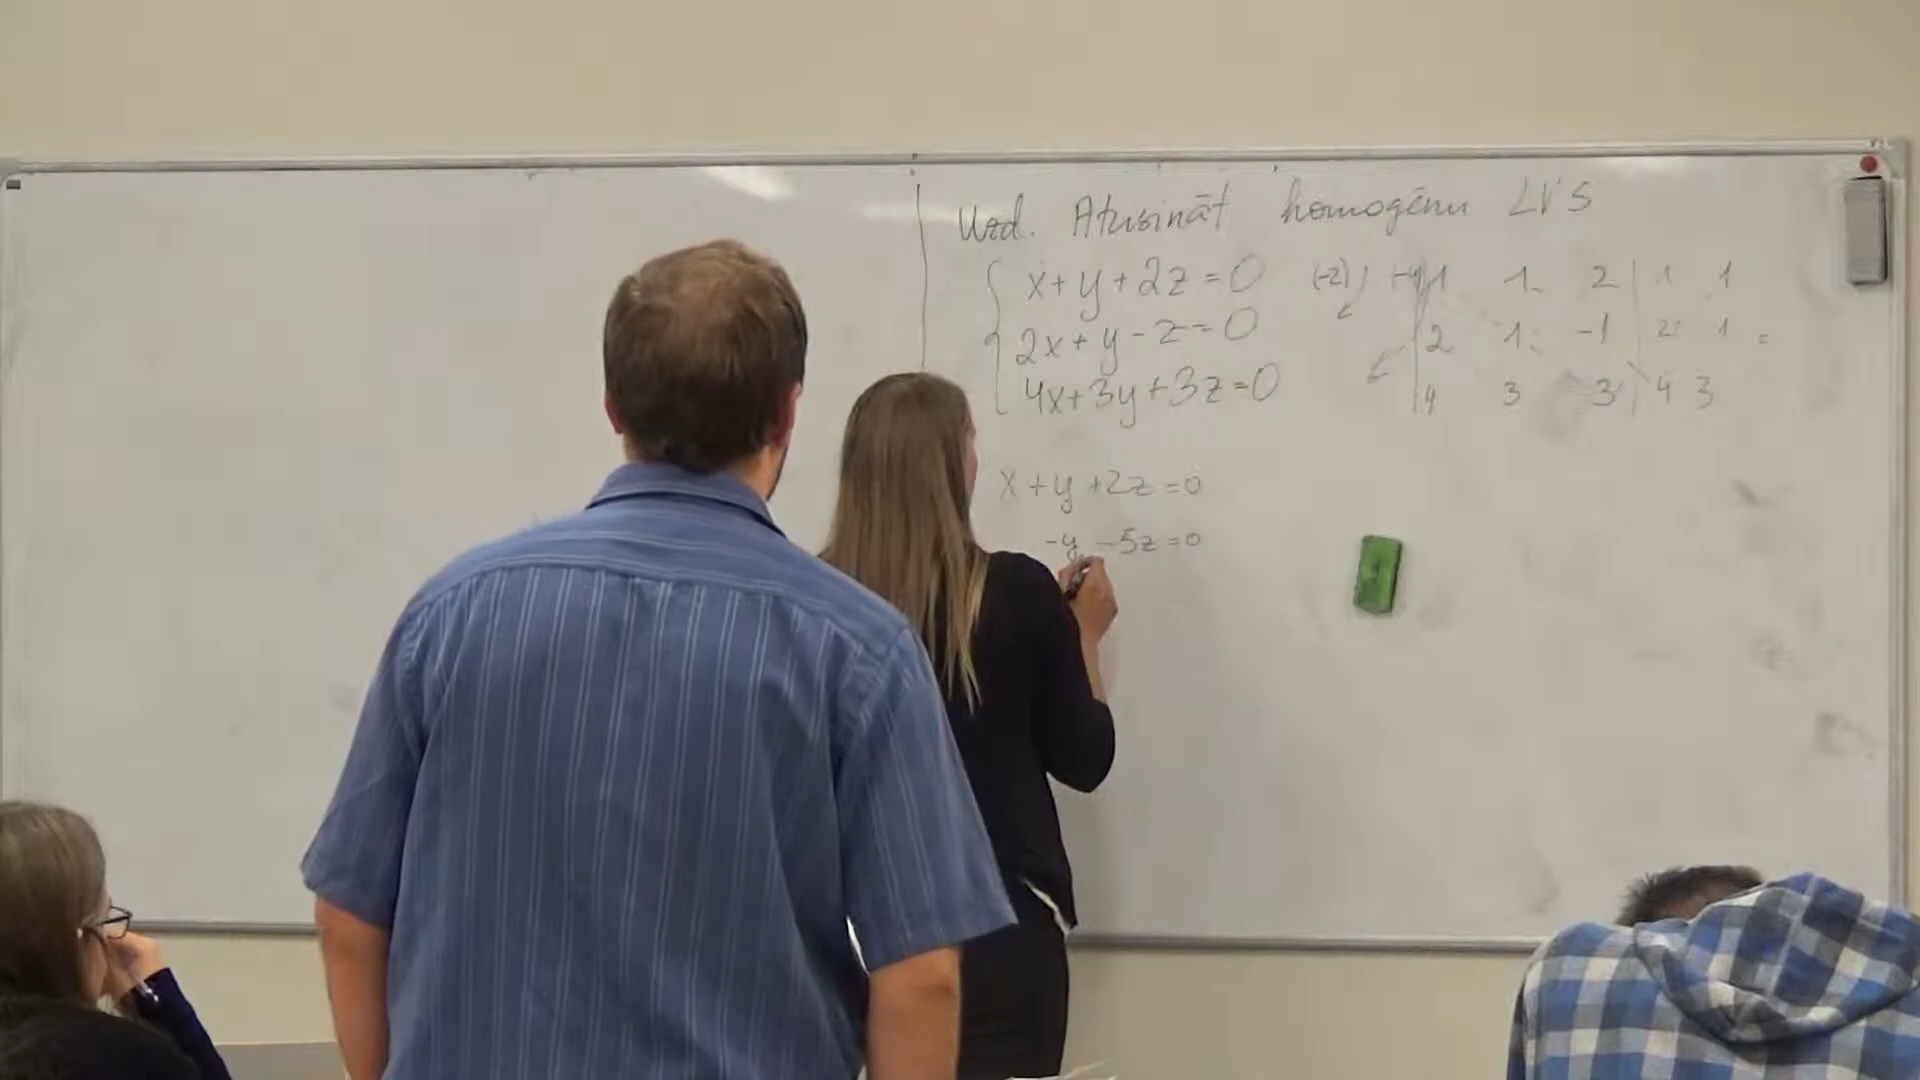 Uzd. Atrisināt homogēnu LVS
x+y+2z=0 (-2) (-4) 1 1 2 1 1
2x+y-z=0 2 1 -1 2 1 =
4x+3y+3z=0 4 3 3 4 3
x+y+2z=0
-y-5z=0